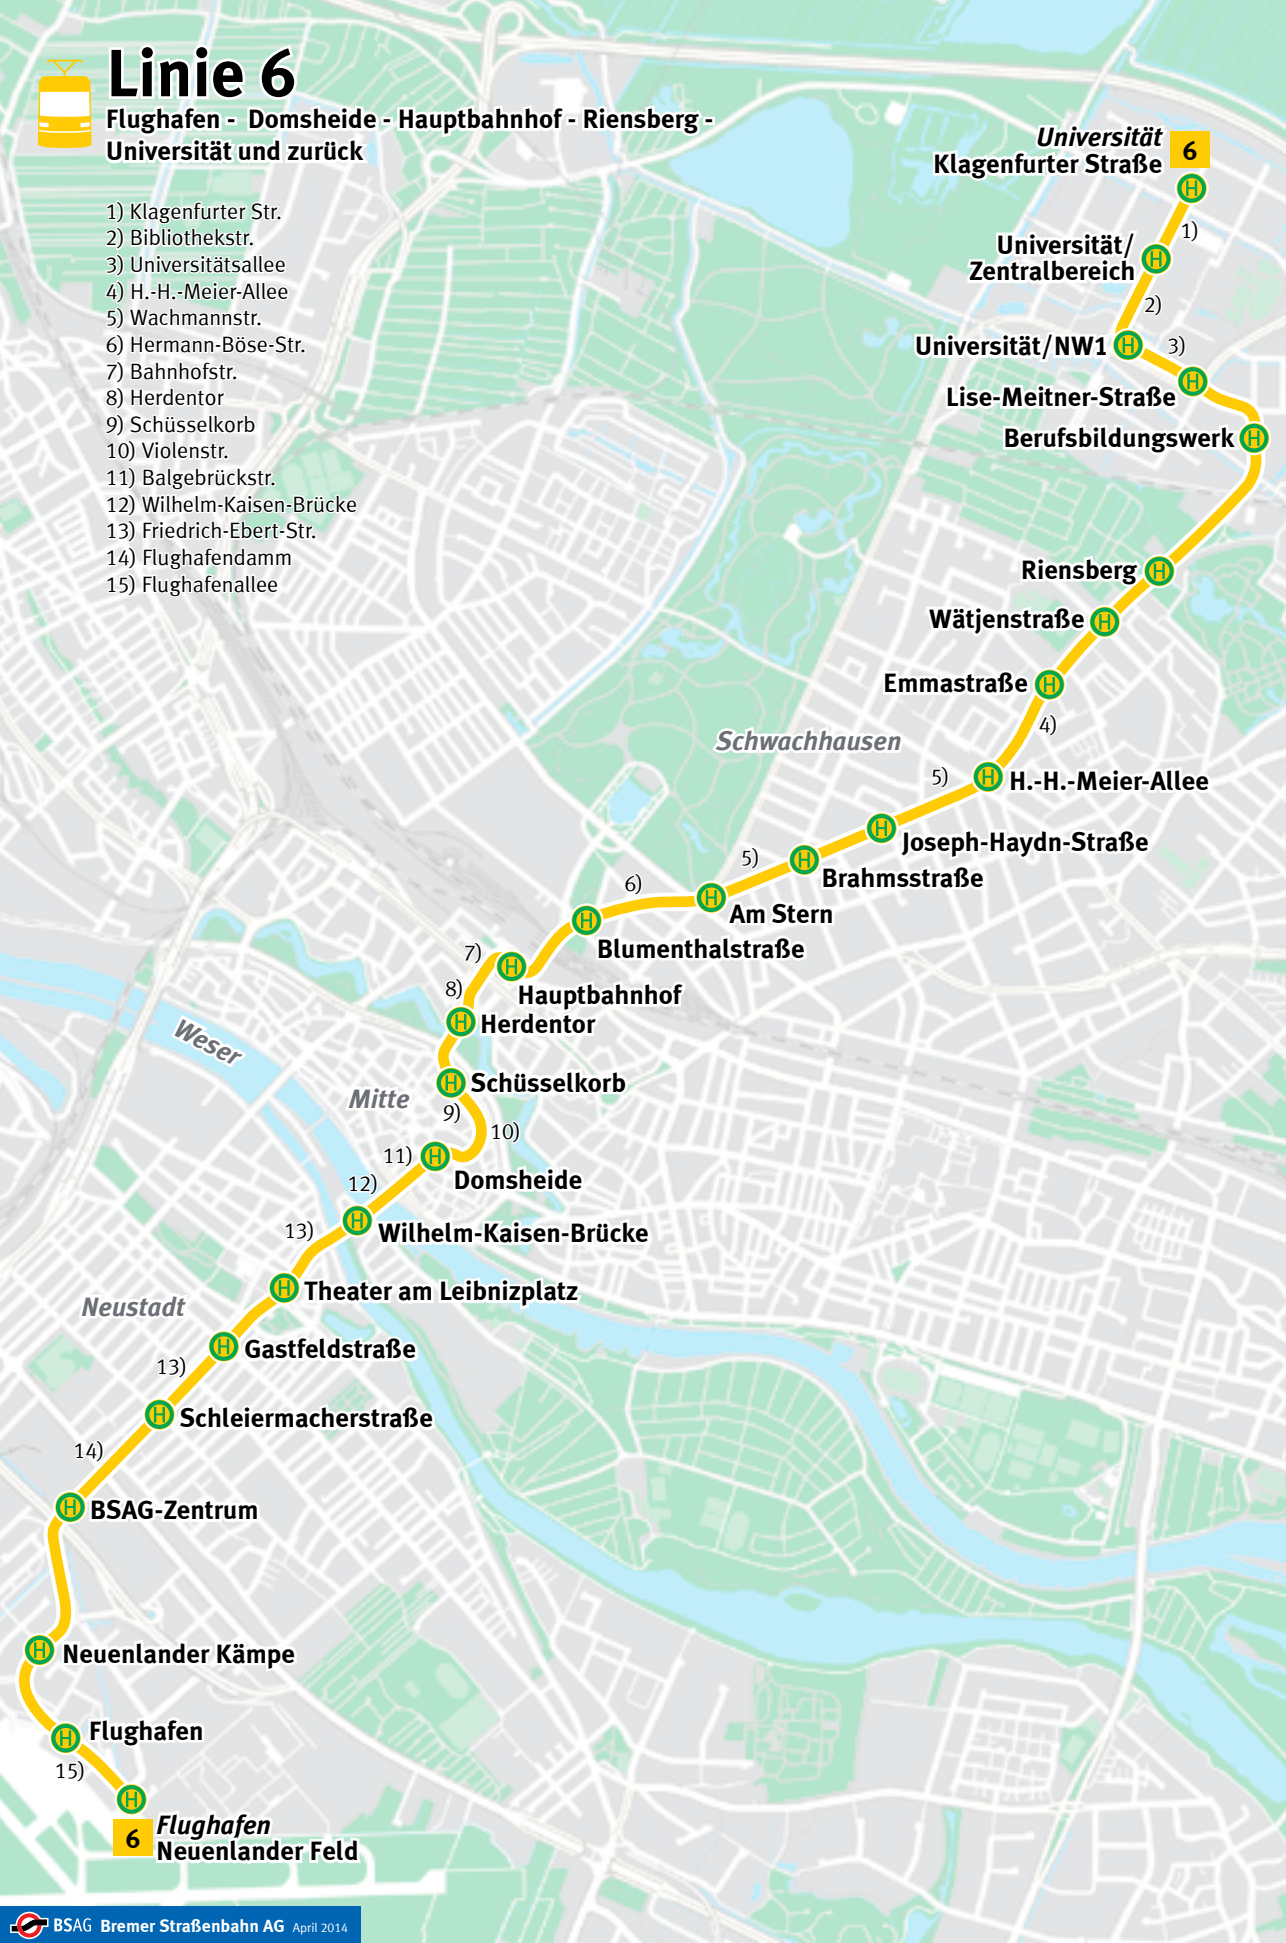 Linie 6
Flughafen - Domsheide - Hauptbahnhof - Riensberg -
Universität und zurück
1) Klagenfurter Str.
2) Bibliothekstr.
3) Universitätsallee
4) H.-H.-Meier-Allee
5) Wachmannstr.
6) Hermann-Böse-Str.
7) Bahnhofstr.
8) Herdentor
9) Schüsselkorb
10) Violenstr.
11) Balgebrückstr.
12) Wilhelm-Kaisen-Brücke
13) Friedrich-Ebert-Str.
14) Flughafendamm
15) Flughafenallee
Universität
Klagenfurter Straße
6
H
1)
Universität/
Zentralbereich
H
2)
Universität/NW1
H
3)
Lise-Meitner-Straße
H
Berufsbildungswerk
H
Riensberg
H
Wätjenstraße
H
Emmastraße
H
4)
Schwachhausen
5)
H
H.-H.-Meier-Allee
H
Joseph-Haydn-Straße
5)
H
Brahmsstraße
6)
H
Am Stern
H
Blumenthalstraße
7)
H
Hauptbahnhof
8)
H
Herdentor
Weser
H
Schüsselkorb
Mitte
9)
10)
11)
H
Domsheide
12)
H
Wilhelm-Kaisen-Brücke
13)
H
Theater am Leibnizplatz
Neustadt
H
Gastfeldstraße
13)
H
Schleiermacherstraße
14)
H
BSAG-Zentrum
H
Neuenlander Kämpe
H
Flughafen
15)
H
6
Flughafen
Neuenlander Feld
BSAG Bremer Straßenbahn AG April 2014